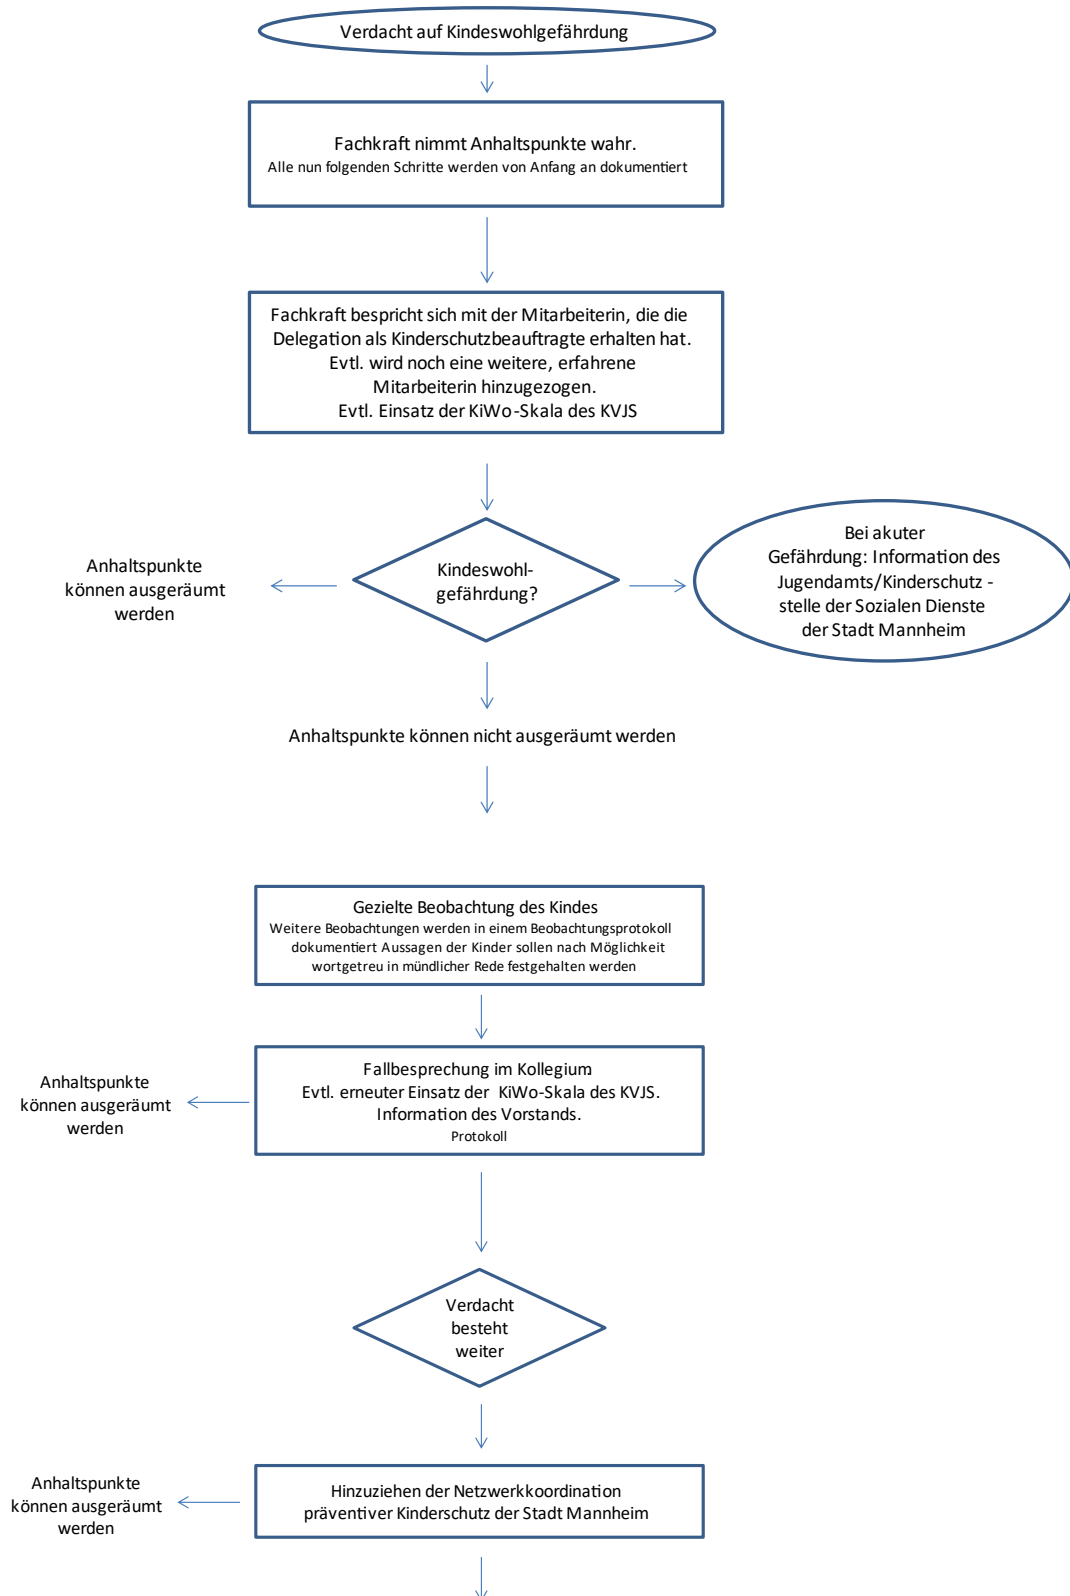 Verdacht auf Kindeswohlgefährdung
Fachkraft nimmt Anhaltspunkte wahr.
Alle nun folgenden Schritte werden von Anfang an dokumentiert
Fachkraft bespricht sich mit der Mitarbeiterin, die die
Delegation als Kinderschutzbeauftragte erhalten hat.
Evtl. wird noch eine weitere, erfahrene
Mitarbeiterin hinzugezogen.
Evtl. Einsatz der KiWo-Skala des KVJS
Anhaltspunkte
können ausgeräumt
werden
Kindeswohl-
gefährdung?
Bei akuter
Gefährdung: Information des
Jugendamts/Kinderschutz -
stelle der Sozialen Dienste
der Stadt Mannheim
Anhaltspunkte können nicht ausgeräumt werden
Gezielte Beobachtung des Kindes
Weitere Beobachtungen werden in einem Beobachtungsprotokoll
dokumentiert Aussagen der Kinder sollen nach Möglichkeit
wortgetreu in mündlicher Rede festgehalten werden
Anhaltspunkte
können ausgeräumt
werden
Fallbesprechung im Kollegium.
Evtl. erneuter Einsatz der KiWo-Skala des KVJS.
Information des Vorstands.
Protokoll
Verdacht
besteht
weiter
Anhaltspunkte
können ausgeräumt
werden
Hinzuziehen der Netzwerkkoordination
präventiver Kinderschutz der Stadt Mannheim